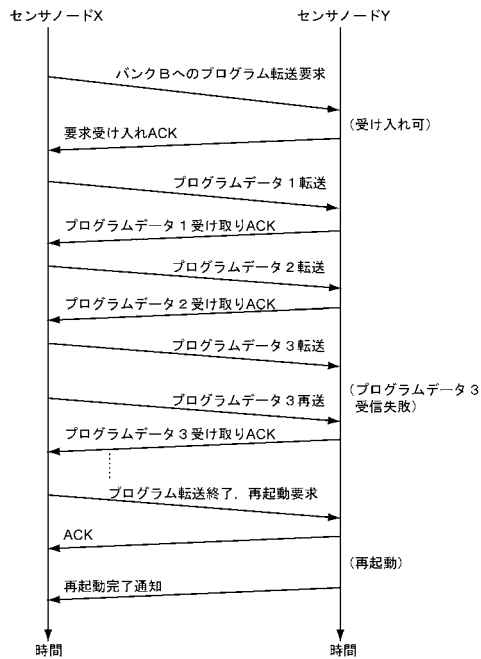 センサノードX
センサノードY
バンクBへのプログラム転送要求
(受け入れ可)
要求受け入れACK
プログラムデータ1転送
プログラムデータ1受け取りACK
プログラムデータ2転送
プログラムデータ2受け取りACK
プログラムデータ3転送
(プログラムデータ3
受信失敗)
プログラムデータ3再送
プログラムデータ3受け取りACK
プログラム転送終了，再起動要求
ACK
(再起動)
再起動完了通知
時間
時間